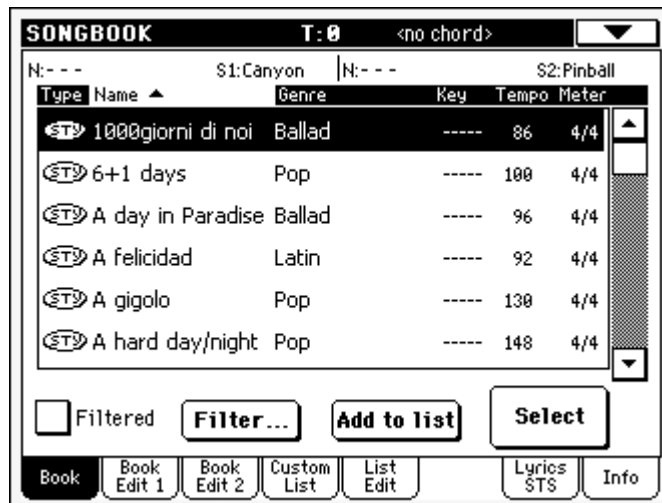 SONGBOOK T:0 <no chord>
N:--- S1:Canyon N:--- S2:Pinball
Type Name Genre Key Tempo Meter
STY 1000giorni di noi Ballad ----- 86 4/4
STY 6+1 days Pop ----- 100 4/4
STY A day in Paradise Ballad ----- 96 4/4
STY A felicidad Latin ----- 92 4/4
STY A gigolo Pop ----- 130 4/4
STY A hard day/night Pop ----- 148 4/4
Filtered Filter... Add to list Select
Book Book Edit 1 Book Edit 2 Custom List List Edit Lyrics STS Info